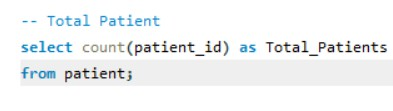 -- Total Patient
select count(patient_id) as Total_Patients
from patient;